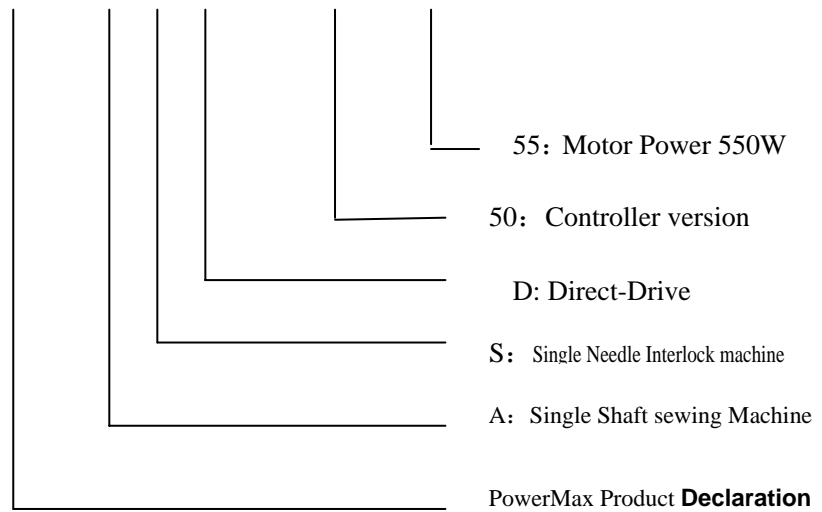 55：Motor Power 550W
50：Controller version
D: Direct-Drive
S：Single Needle Interlock machine
A：Single Shaft sewing Machine
PowerMax Product Declaration